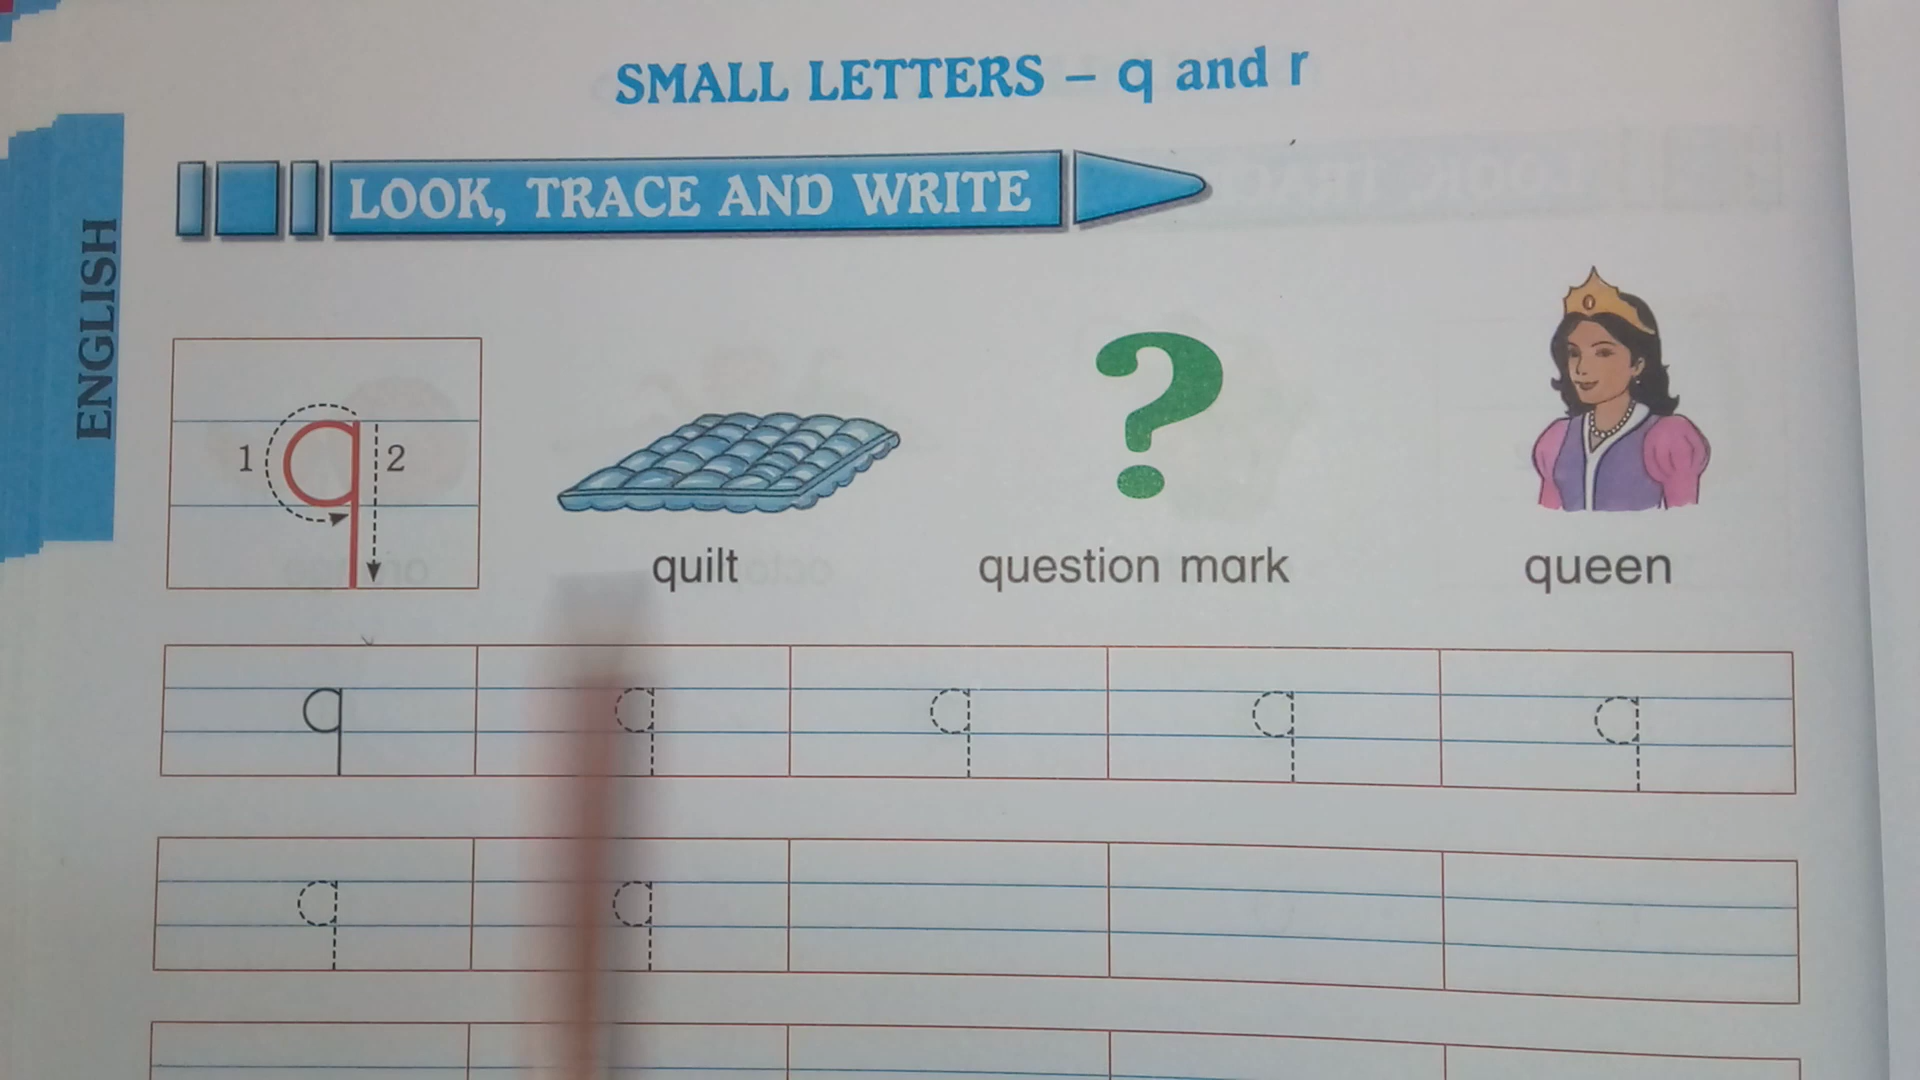 SMALL LETTERS – q and r
LOOK, TRACE AND WRITE
ENGLISH
1 q 2
quilt question mark queen
q q q q q
q q